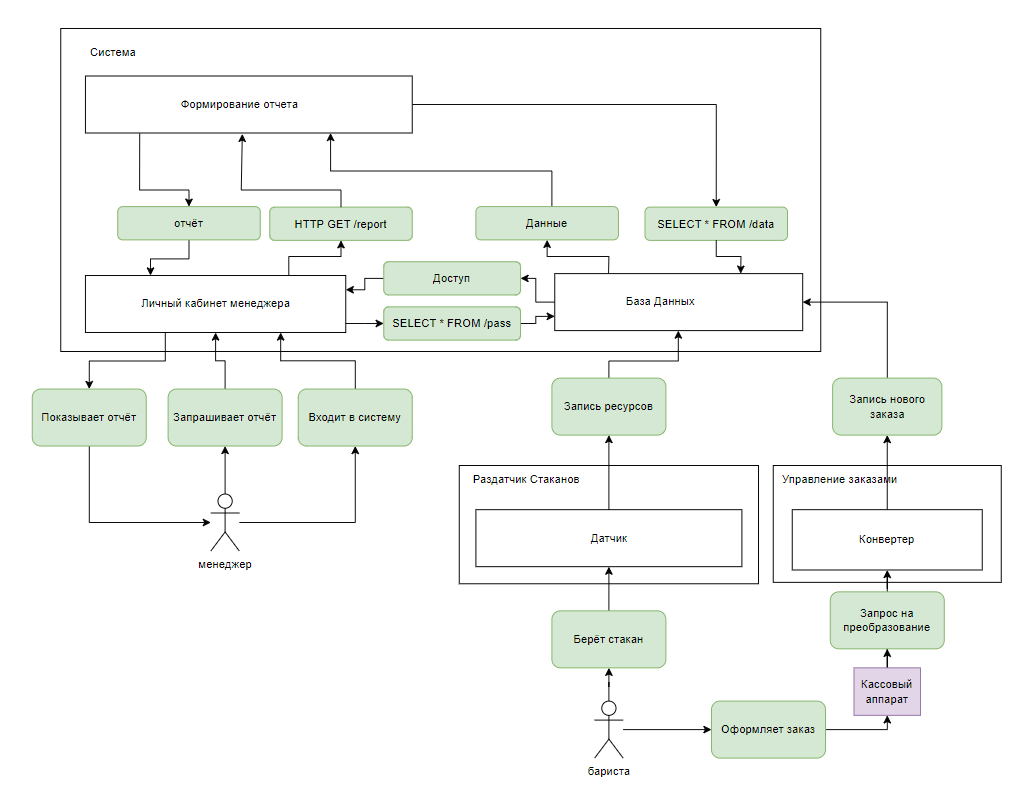 Система
Формирование отчета
отчёт
HTTP GET /report
Данные
SELECT * FROM /data
Доступ
Личный кабинет менеджера
База Данных
SELECT * FROM /pass
Показывает отчёт
Запрашивает отчёт
Входит в систему
Запись ресурсов
Запись нового
заказа
Раздатчик Стаканов
Управление заказами
Датчик
Конвертер
менеджер
Запрос на
преобразование
Берёт стакан
Кассовый
аппарат
Оформляет заказ
бариста